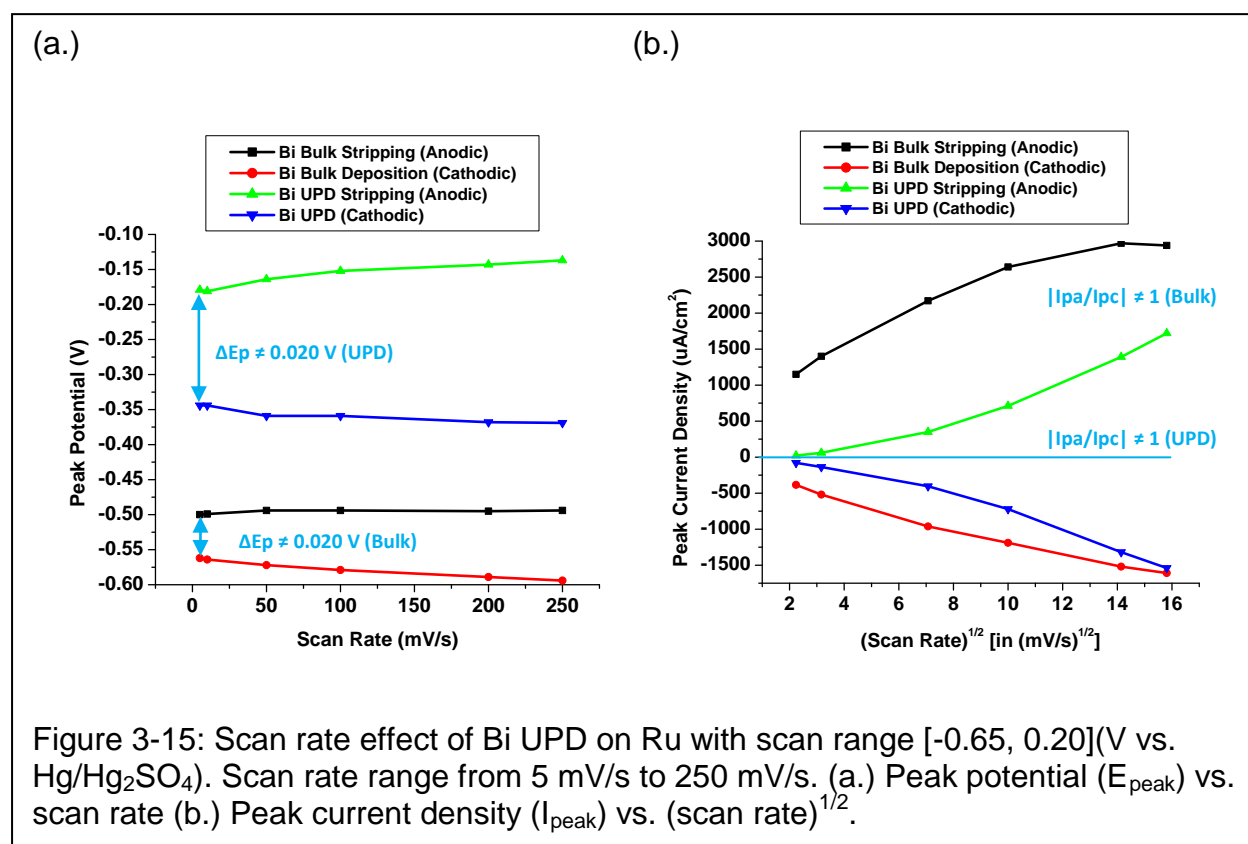 (a.)
(b.)
Bi Bulk Stripping (Anodic)
Bi Bulk Deposition (Cathodic)
Bi UPD Stripping (Anodic)
Bi UPD (Cathodic)
-0.10
-0.15
-0.20
-0.25
-0.30
-0.35
-0.40
-0.45
-0.50
-0.55
-0.60
Peak Potential (V)
ΔEp ≠ 0.020 V (UPD)
ΔEp ≠ 0.020 V (Bulk)
0 50 100 150 200 250
Scan Rate (mV/s)
Bi Bulk Stripping (Anodic)
Bi Bulk Deposition (Cathodic)
Bi UPD Stripping (Anodic)
Bi UPD (Cathodic)
3000
2500
2000
1500
1000
500
0
-500
-1000
-1500
Peak Current Density (uA/cm²)
|Ipa/Ipc| ≠ 1 (Bulk)
|Ipa/Ipc| ≠ 1 (UPD)
2 4 6 8 10 12 14 16
(Scan Rate)^1/2 [in (mV/s)^1/2]
Figure 3-15: Scan rate effect of Bi UPD on Ru with scan range [-0.65, 0.20](V vs.
Hg/Hg₂SO₄). Scan rate range from 5 mV/s to 250 mV/s. (a.) Peak potential (E_peak) vs.
scan rate (b.) Peak current density (I_peak) vs. (scan rate)^1/2.